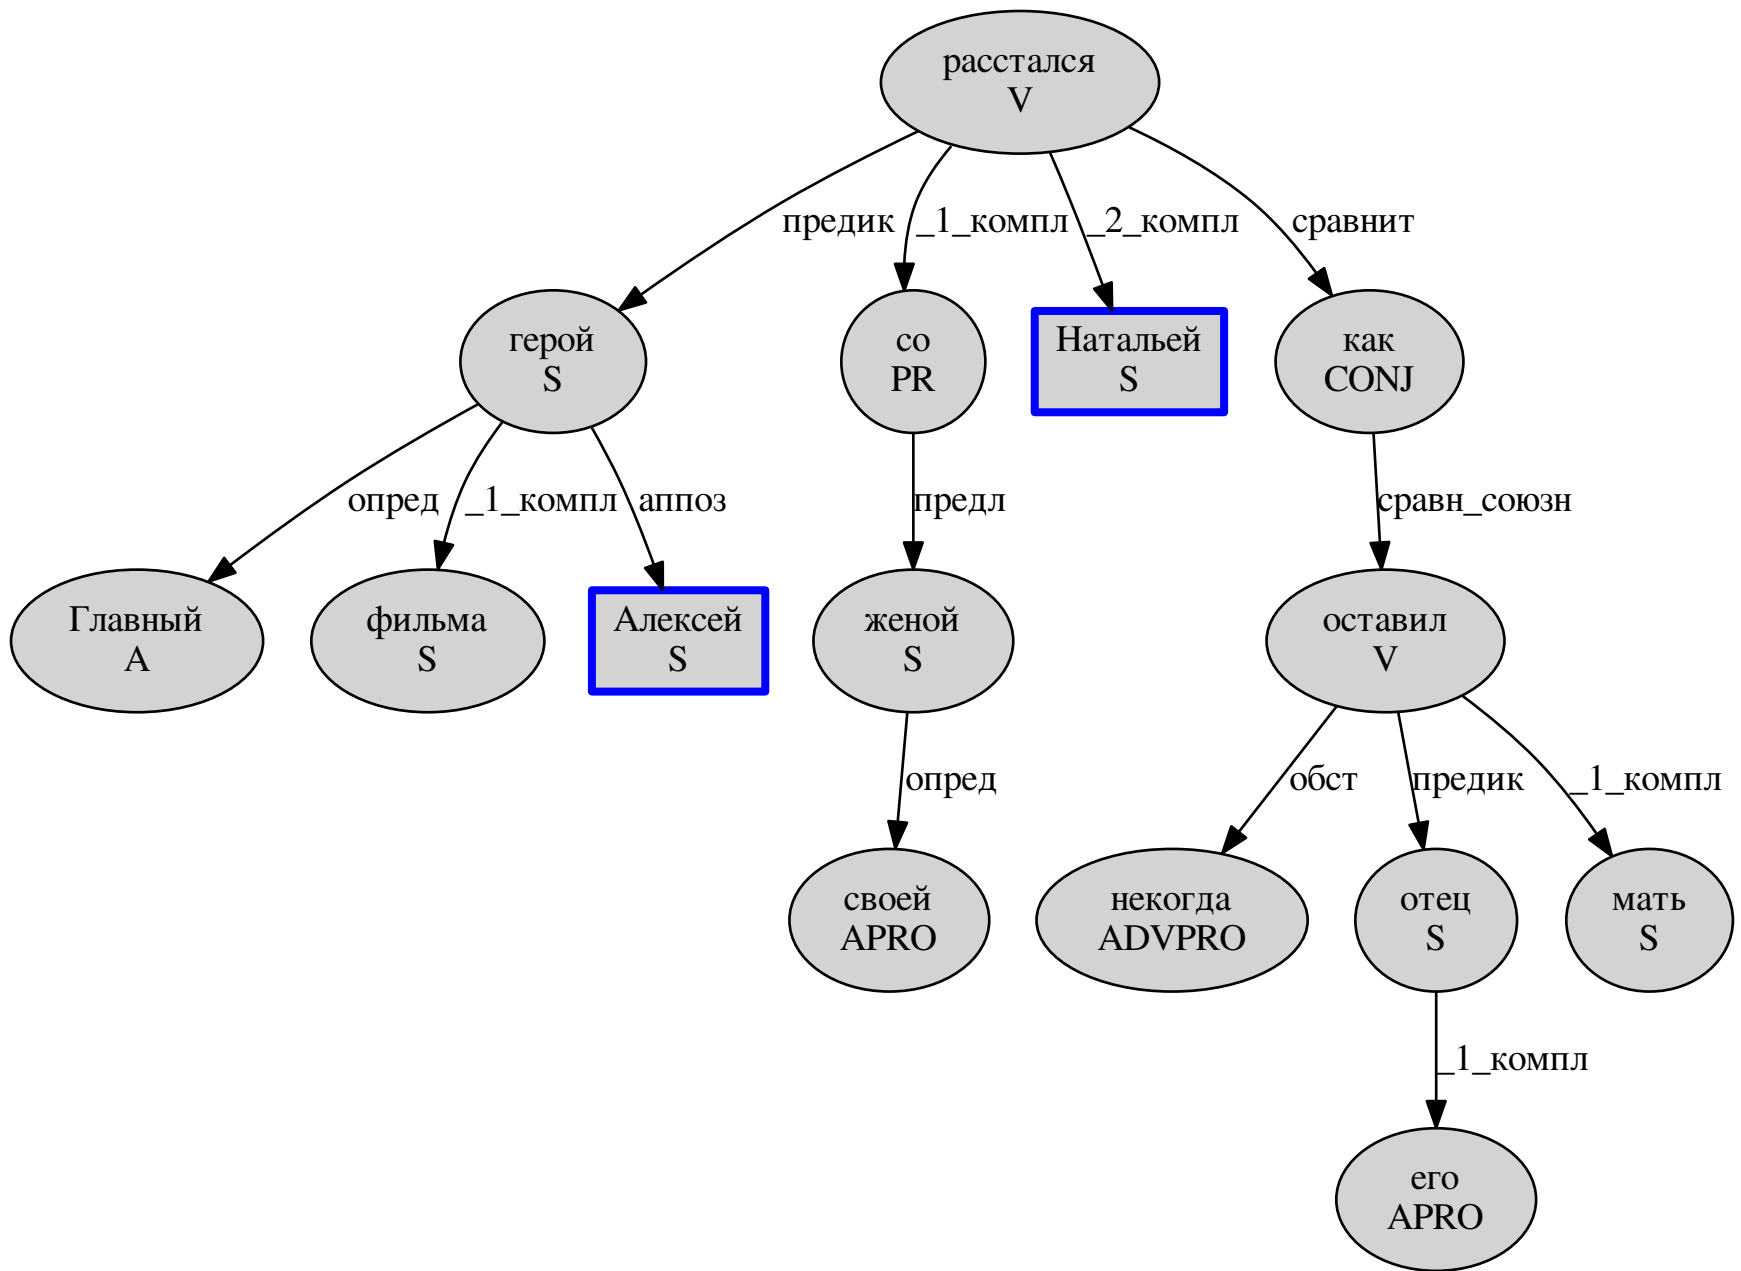 расстался
V
предик
_1_компл
_2_компл
сравнит
герой
S
со
PR
Натальей
S
как
CONJ
опред
_1_компл
аппоз
предл
сравн_союзн
Главный
A
фильма
S
Алексей
S
женой
S
оставил
V
опред
обст
предик
_1_компл
своей
APRO
некогда
ADVPRO
отец
S
мать
S
_1_компл
его
APRO